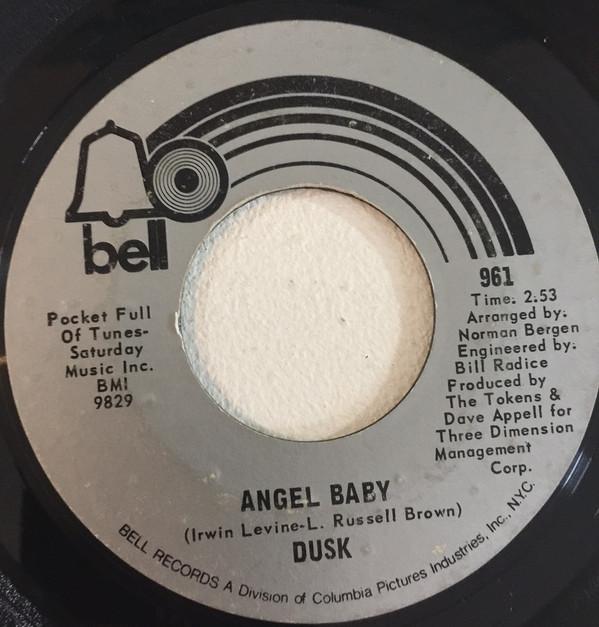 bell
Pocket Full
Of Tunes-
Saturday
Music Inc.
BMI
9829
961
Time: 2:53
Arranged by:
Norman Bergen
Engineered by:
Bill Radice
Produced by
The Tokens &
Dave Appell for
Three Dimension
Management
Corp.
ANGEL BABY
(Irwin Levine-L. Russell Brown)
DUSK
BELL RECORDS A Division of Columbia Pictures Industries, Inc., N.Y.C.